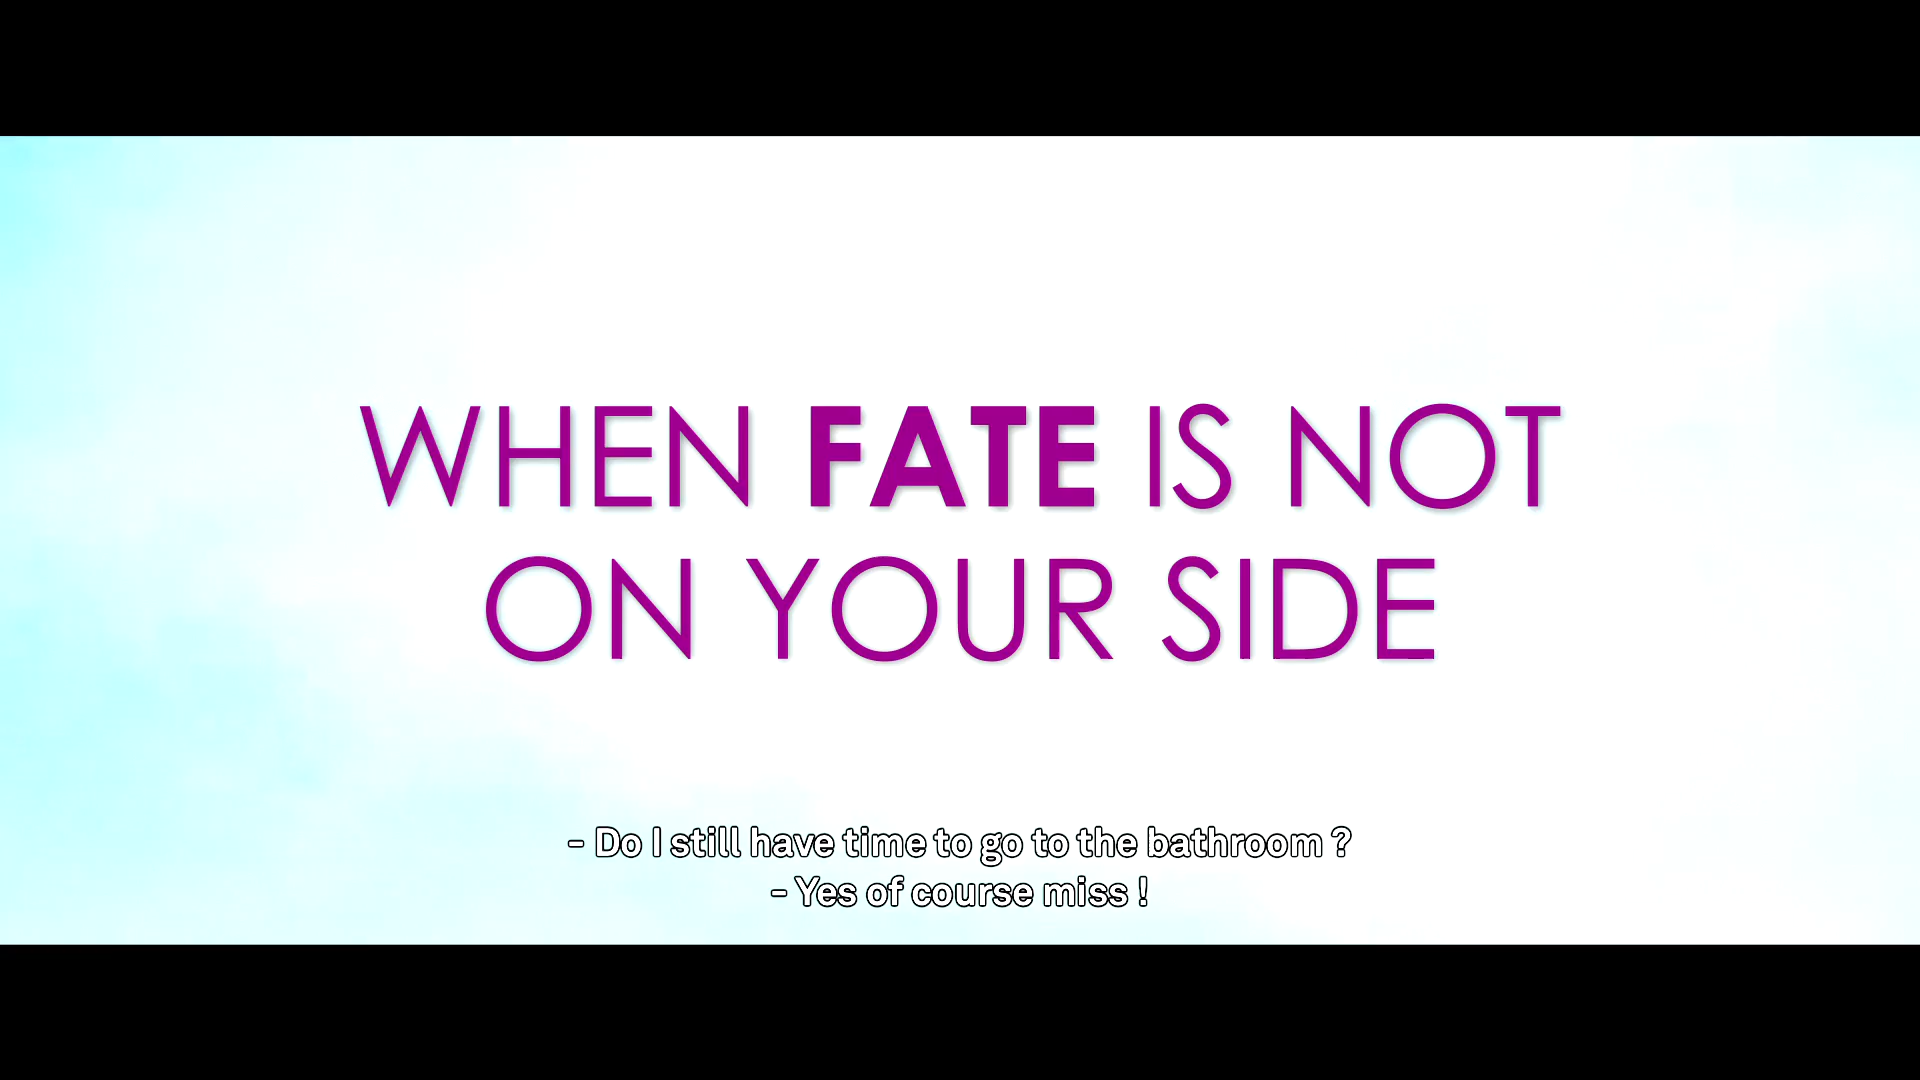 WHEN FATE IS NOT
ON YOUR SIDE
- Do I still have time to go to the bathroom ?
- Yes of course miss !